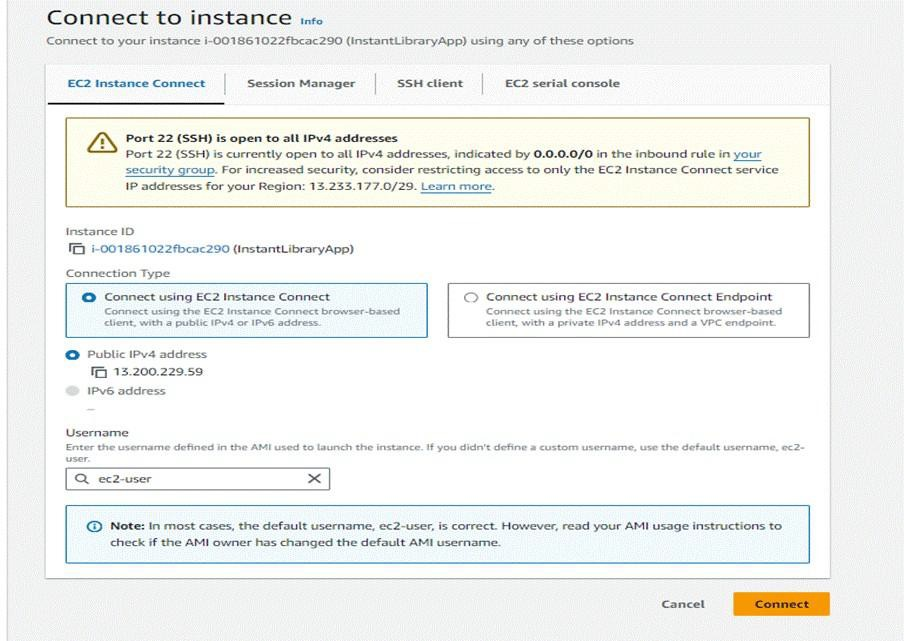 Connect to instance Info
Connect to your instance i-001861022fbcac290 (InstantLibraryApp) using any of these options
EC2 Instance Connect Session Manager SSH client EC2 serial console
Port 22 (SSH) is open to all IPv4 addresses
Port 22 (SSH) is currently open to all IPv4 addresses, indicated by 0.0.0.0/0 in the inbound rule in your
security group. For increased security, consider restricting access to only the EC2 Instance Connect service
IP addresses for your Region: 13.233.177.0/29. Learn more.
Instance ID
i-001861022fbcac290 (InstantLibraryApp)
Connection Type
Connect using EC2 Instance Connect
Connect using the EC2 Instance Connect browser-based
client, with a public IPv4 or IPv6 address.
Connect using EC2 Instance Connect Endpoint
Connect using the EC2 Instance Connect browser-based
client, with a private IPv4 address and a VPC endpoint.
Public IPv4 address
13.200.229.59
IPv6 address
–
Username
Enter the username defined in the AMI used to launch the instance. If you didn't define a custom username, use the default username, ec2-
user.
ec2-user
Note: In most cases, the default username, ec2-user, is correct. However, read your AMI usage instructions to
check if the AMI owner has changed the default AMI username.
Cancel Connect